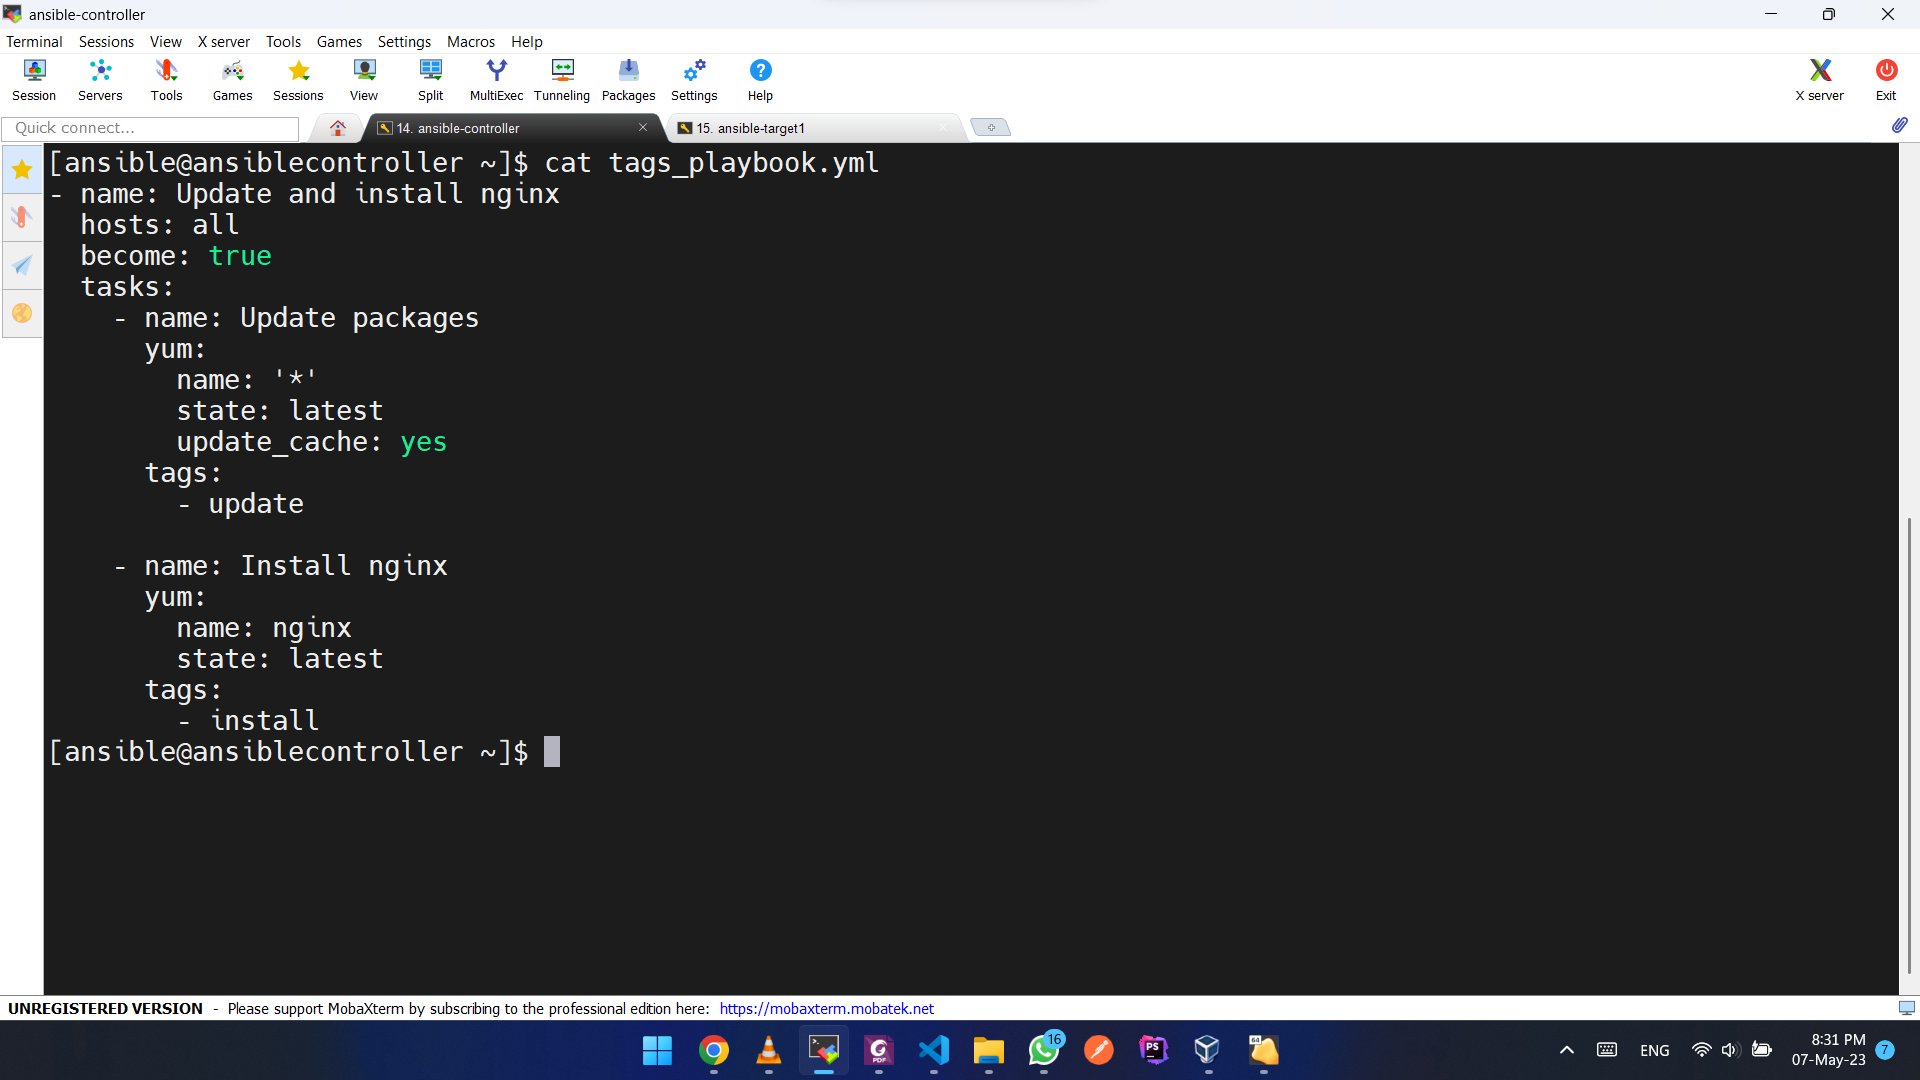 ansible-controller
Terminal Sessions View X server Tools Games Settings Macros Help
Session Servers Tools Games Sessions View Split MultiExec Tunneling Packages Settings Help X server Exit
Quick connect... 14. ansible-controller 15. ansible-target1
[ansible@ansiblecontroller ~]$ cat tags_playbook.yml
- name: Update and install nginx
  hosts: all
  become: true
  tasks:
    - name: Update packages
      yum:
        name: '*'
        state: latest
        update_cache: yes
      tags:
        - update

    - name: Install nginx
      yum:
        name: nginx
        state: latest
      tags:
        - install
[ansible@ansiblecontroller ~]$
UNREGISTERED VERSION - Please support MobaXterm by subscribing to the professional edition here: https://mobaxterm.mobatek.net
PDF 16 PS 64 ENG 8:31 PM 7
07-May-23